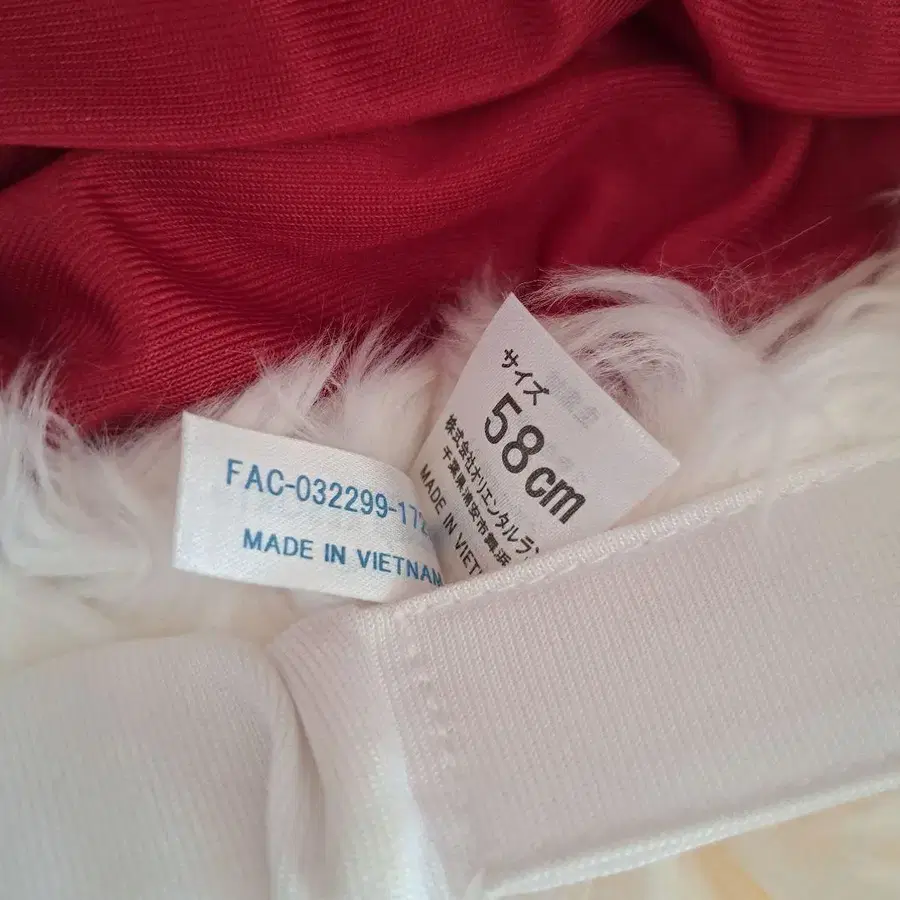 FAC-032299-17
MADE IN VIETNAM
サイズ
58cm
株式会社オリエンタルラン
千葉県浦安市舞浜
MADE IN VIET